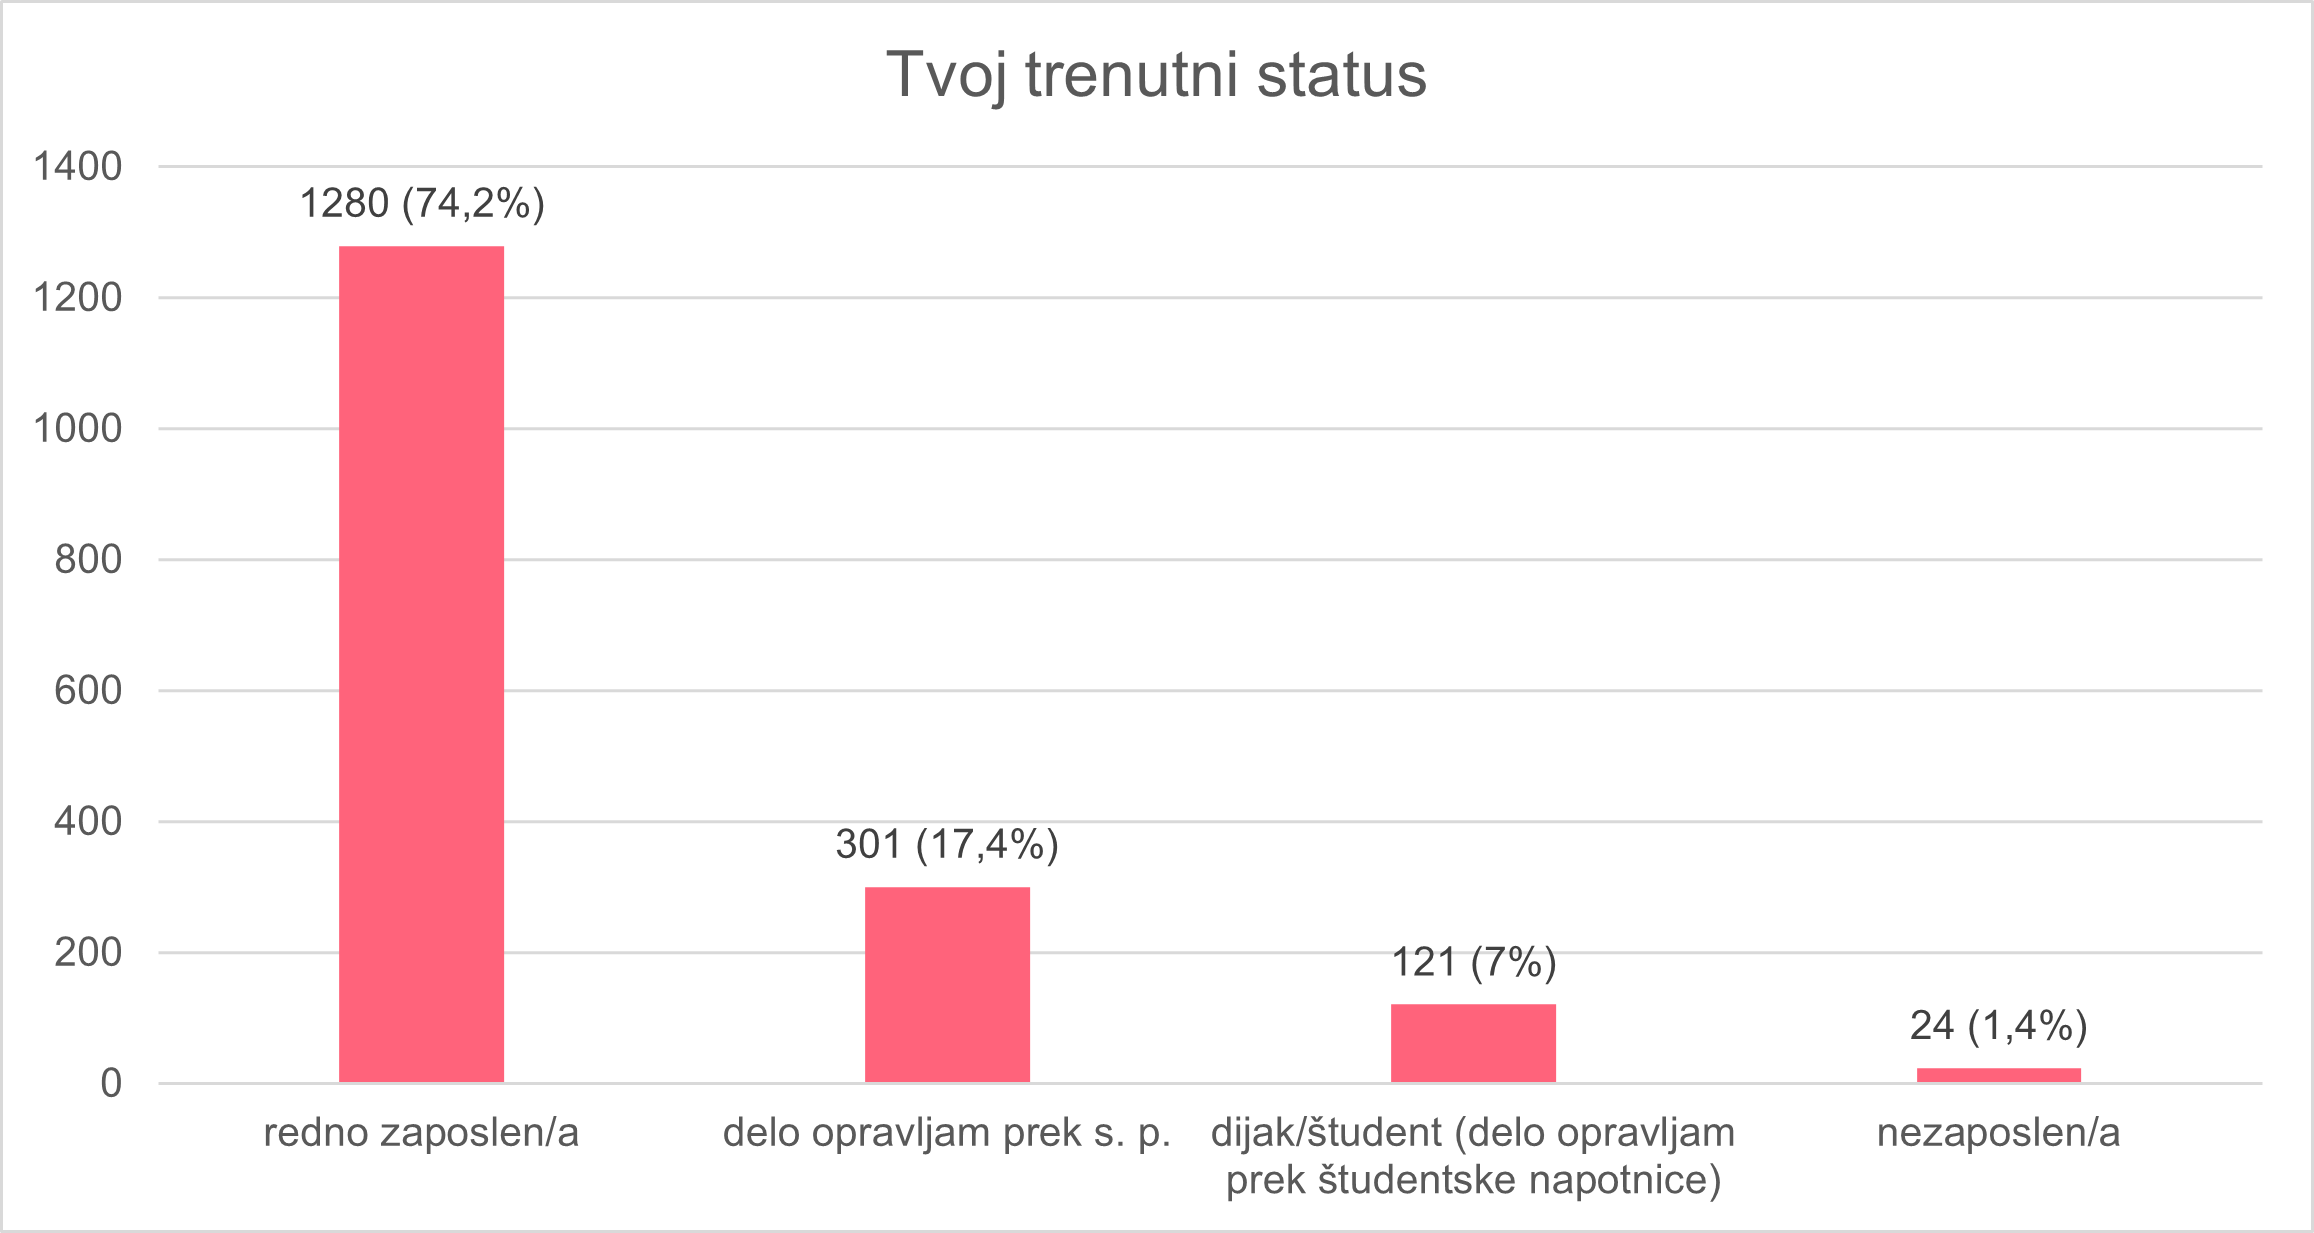 Tvoj trenutni status
1400
1200
1000
800
600
400
200
0
1280 (74,2%)
301 (17,4%)
121 (7%)
24 (1,4%)
redno zaposlen/a
delo opravljam prek s. p.
dijak/študent (delo opravljam
prek študentske napotnice)
nezaposlen/a